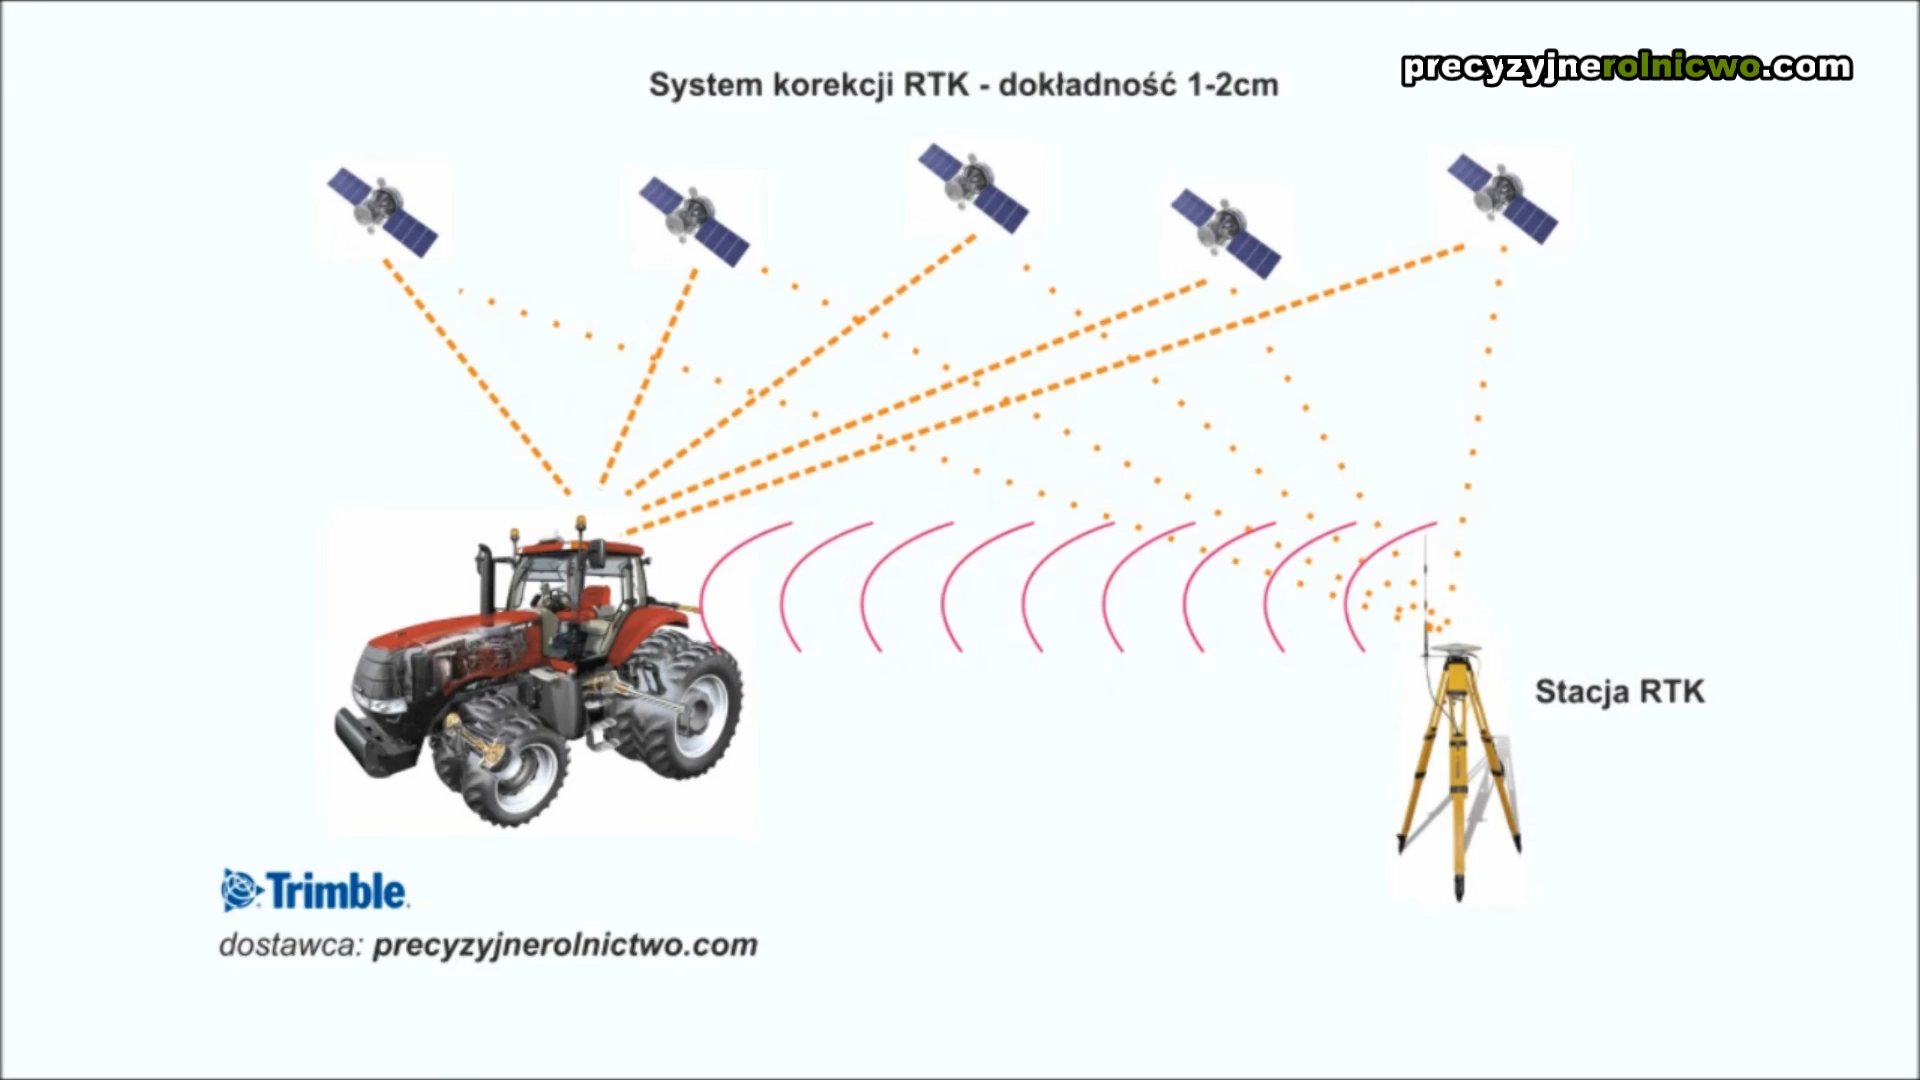 precyzyjnerolnicwo.com
System korekcji RTK - dokładność 1-2cm
Stacja RTK
Trimble
dostawca: precyzyjnerolnictwo.com